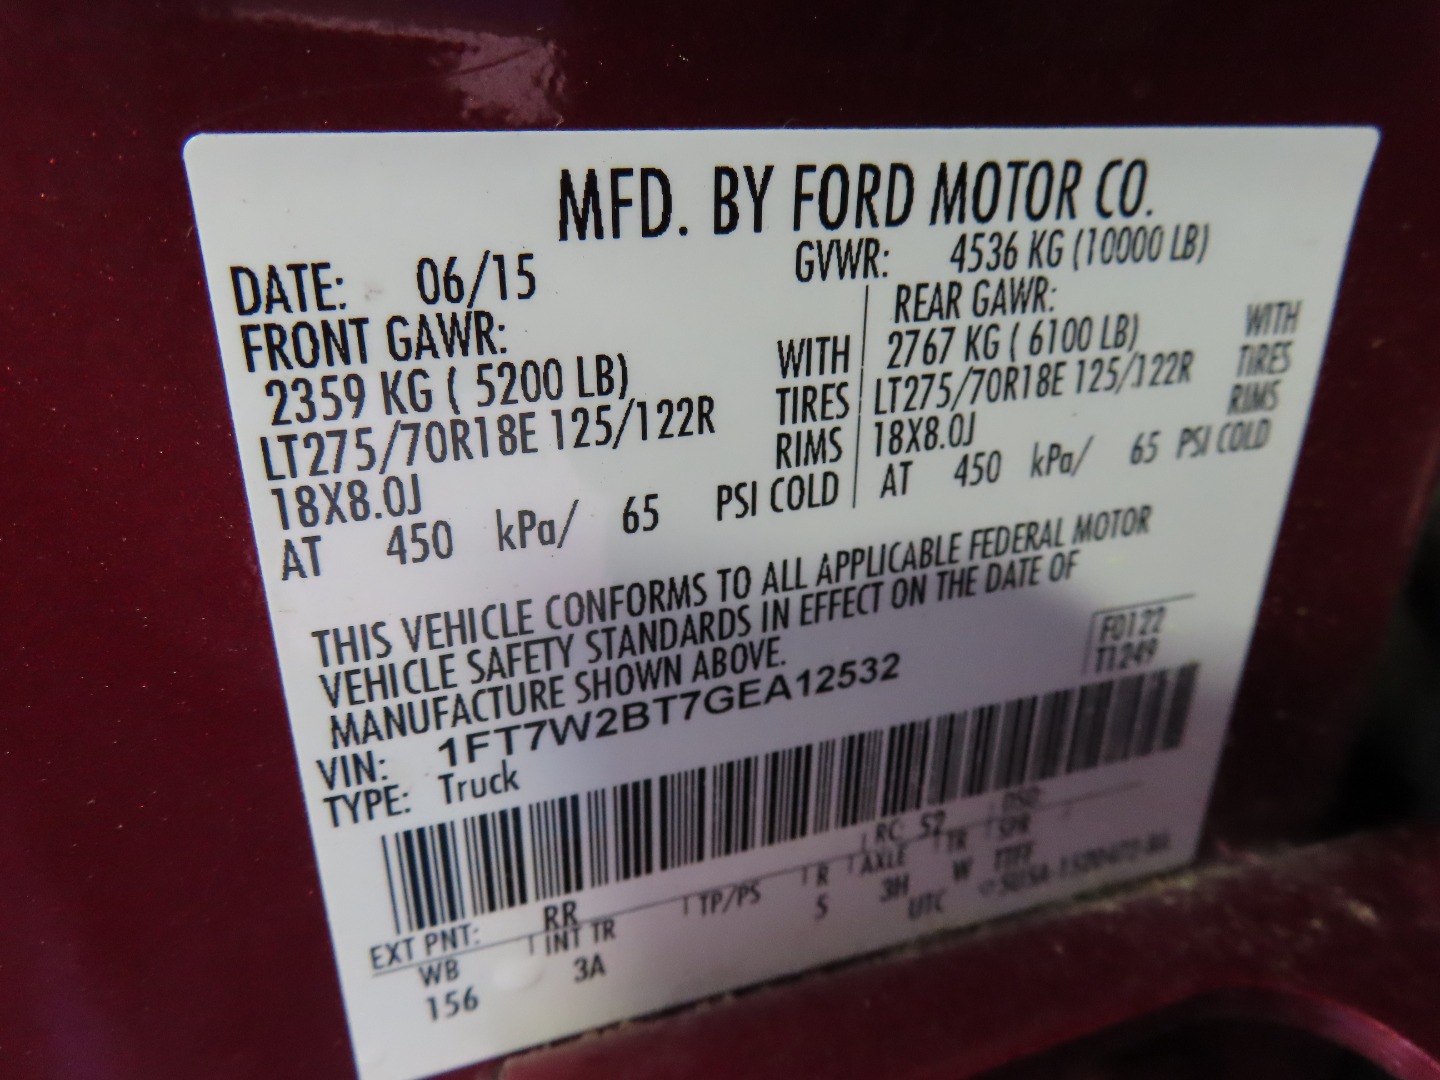 MFD. BY FORD MOTOR CO.
DATE: 06/15
GVWR: 4536 KG (10000 LB)
FRONT GAWR:
2359 KG ( 5200 LB)
WITH
LT275/70R18E 125/122R
TIRES
18X8.0J
RIMS
AT 450 kPa/ 65 PSI COLD
REAR GAWR:
2767 KG ( 6100 LB)
WITH
LT275/70R18E 125/122R
TIRES
18X8.0J
RIMS
AT 450 kPa/ 65 PSI COLD
THIS VEHICLE CONFORMS TO ALL APPLICABLE FEDERAL MOTOR
VEHICLE SAFETY STANDARDS IN EFFECT ON THE DATE OF
MANUFACTURE SHOWN ABOVE.
F0122
T1249
VIN: 1FT7W2BT7GEA12532
TYPE: Truck
EXT PNT: RR RC: 52 DSO:
WB INT TR TP/PS R AXLE TR SPR
156 3A 5 3H W
UTC